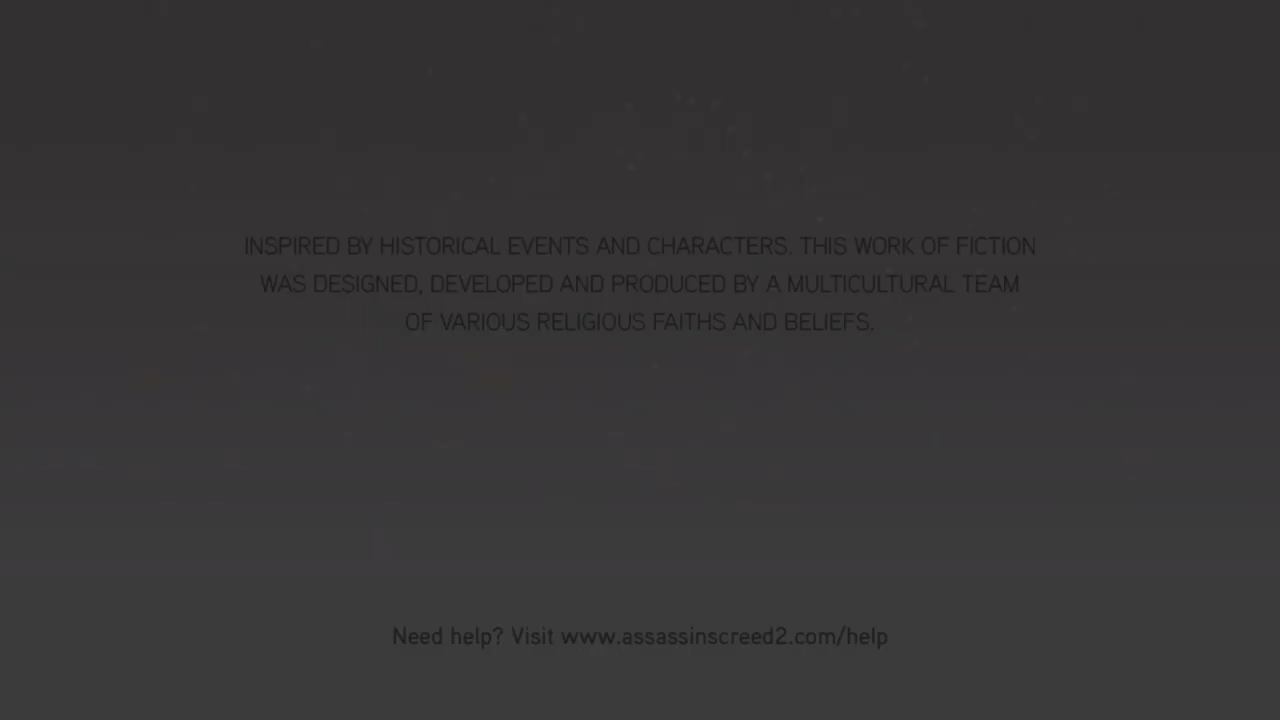 INSPIRED BY HISTORICAL EVENTS AND CHARACTERS. THIS WORK OF FICTION
WAS DESIGNED, DEVELOPED AND PRODUCED BY A MULTICULTURAL TEAM
OF VARIOUS RELIGIOUS FAITHS AND BELIEFS.
Need help? Visit www.assassinscreed2.com/help